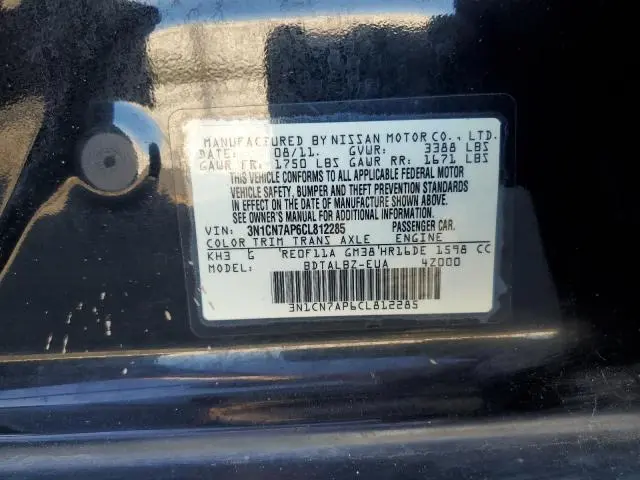 MANUFACTURED BY NISSAN MOTOR CO., LTD.
DATE: 08/11. GVWR: 3388 LBS
GAWR FR: 1750 LBS GAWR RR: 1671 LBS
THIS VEHICLE CONFORMS TO ALL APPLICABLE FEDERAL MOTOR
VEHICLE SAFETY, BUMPER AND THEFT PREVENTION STANDARDS
IN EFFECT ON THE DATE OF MANUFACTURE SHOWN ABOVE.
SEE OWNER'S MANUAL FOR ADDITIONAL INFORMATION.
VIN: 3N1CN7AP6CL812285 PASSENGER CAR.
COLOR TRIM TRANS AXLE ENGINE
KH3 G RE0F11A GM38 HR16DE 1598 CC
MODEL: BDTALBZ-EUA 4Z000
3N1CN7AP6CL812285